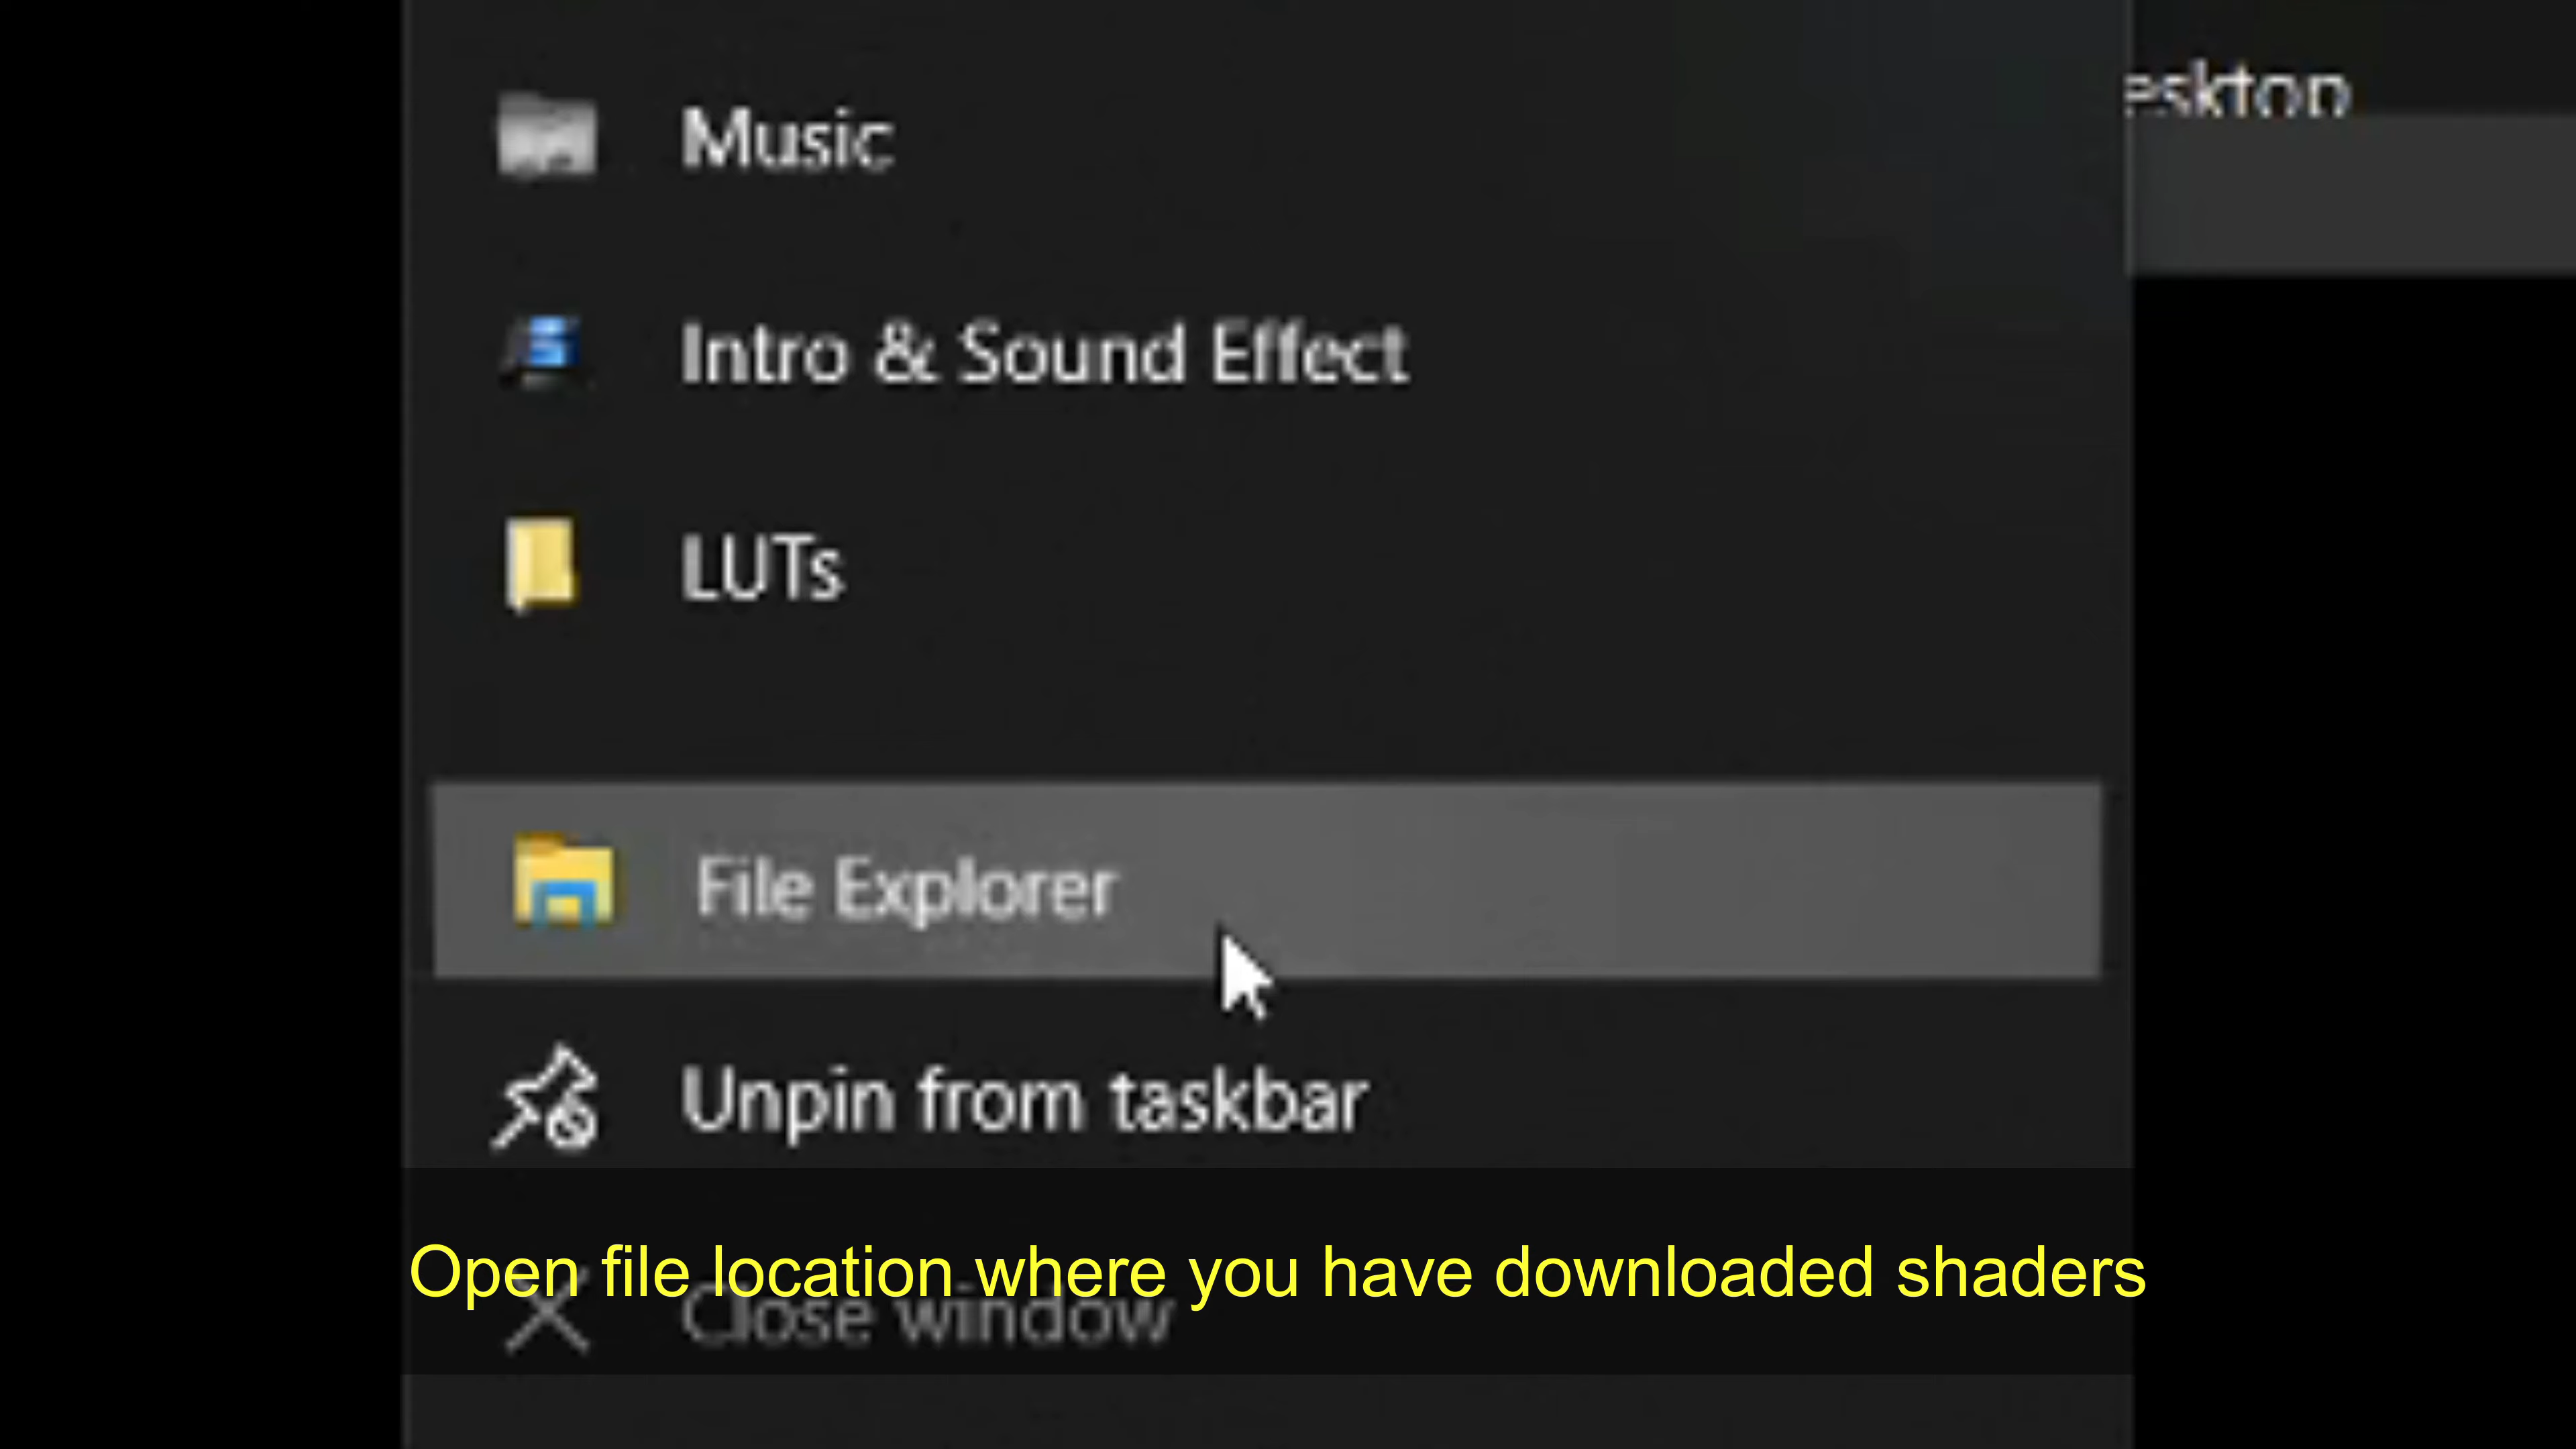 Music
esktop
Intro & Sound Effect
LUTs
File Explorer
Unpin from taskbar
Open file location where you have downloaded shaders
Close window